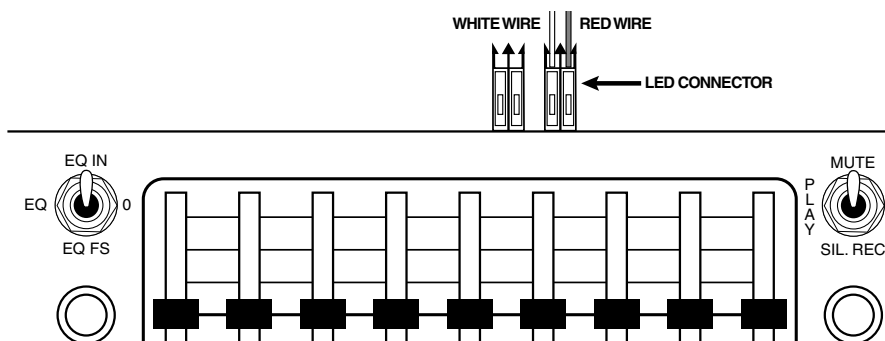 WHITE WIRE
RED WIRE
LED CONNECTOR
EQ IN
EQ
0
EQ FS
MUTE
PLAY
SIL. REC